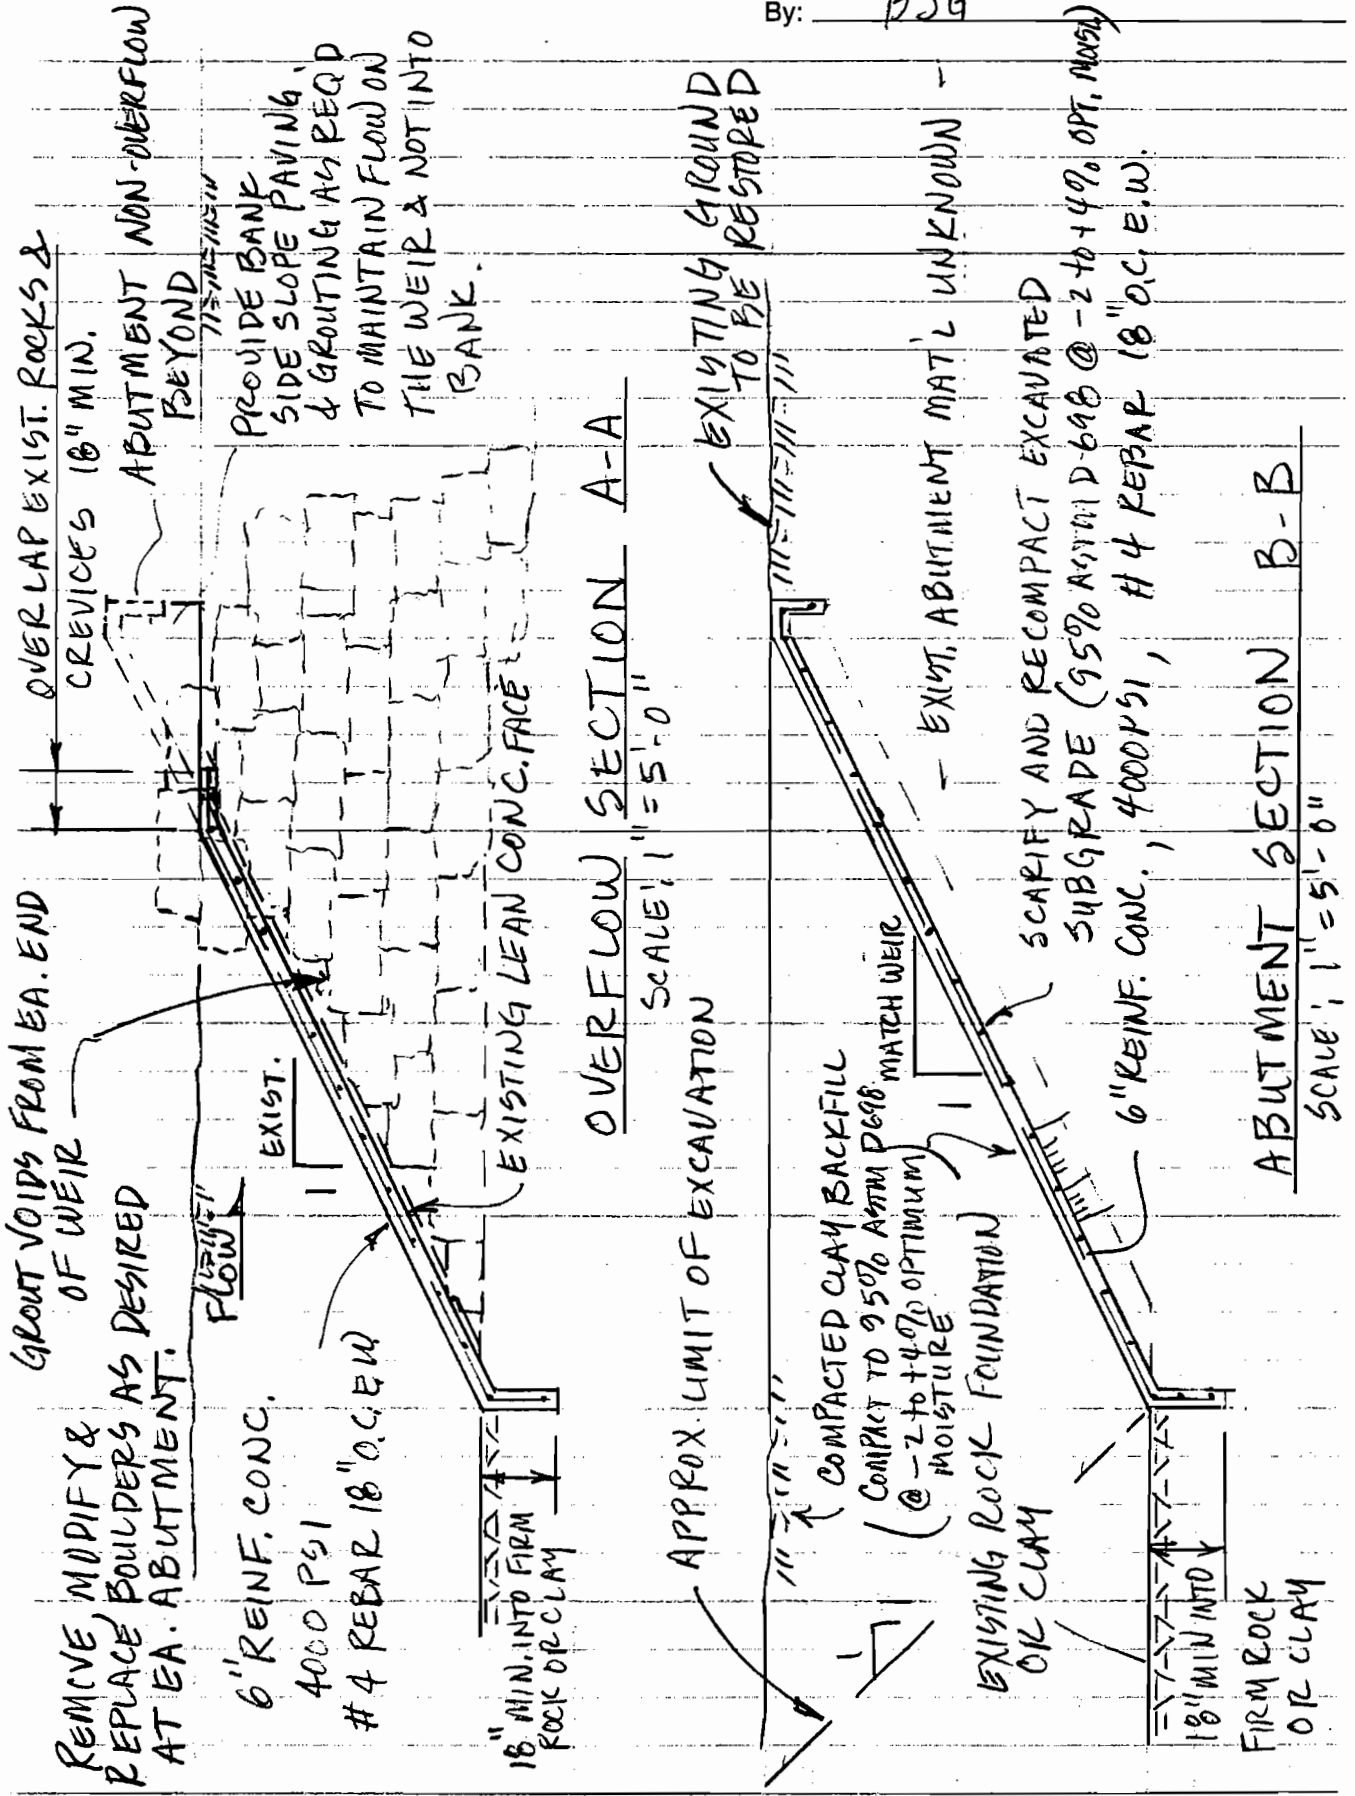 By: BJG
GROUT VOIDS FROM EA. END
OF WEIR
OVERLAP EXIST. ROCKS &
CREVICES 18" MIN.
ABUTMENT NON-OVERFLOW
BEYOND
REMOVE, MODIFY &
REPLACE BOULDERS AS DESIRED
AT EA. ABUTMENT.
FLOW
EXIST.
1
PROVIDE BANK
SIDE SLOPE PAVING
& GROUTING AS REQ'D
TO MAINTAIN FLOW ON
THE WEIR & NOT INTO
BANK.
6" REINF. CONC.
4000 PSI
#4 REBAR 18" O.C. E.W.
18" MIN. INTO FIRM
ROCK OR CLAY
EXISTING LEAN CONC. FACE
OVERFLOW SECTION A-A
SCALE: 1" = 5'-0"
APPROX. LIMIT OF EXCAVATION
EXISTING GROUND
TO BE RESTORED
COMPACTED CLAY BACKFILL
COMPACT TO 95% ASTM D698
(@ -2 to +4% OPTIMUM
MOISTURE
MATCH WEIR
1
1
1
EXISTING ROCK FOUNDATION
OR CLAY
- EXIST. ABUTMENT MAT'L UNKNOWN -
SCARIFY AND RECOMPACT EXCAVATED
SUBGRADE (95% ASTM D-698 @ -2 to +4% OPT. MOIST.)
6" REINF. CONC., 4000 PSI, #4 REBAR 18" O.C. E.W.
18" MIN INTO
FIRM ROCK
OR CLAY
ABUTMENT SECTION B-B
SCALE: 1" = 5'-0"